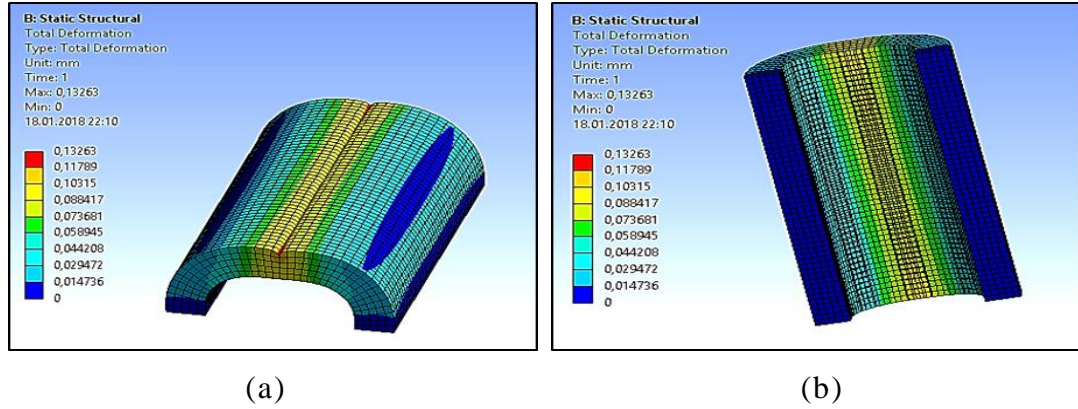 B: Static Structural
Total Deformation
Type: Total Deformation
Unit: mm
Time: 1
Max: 0,13263
Min: 0
18.01.2018 22:10
0,13263
0,11789
0,10315
0,088417
0,073681
0,058945
0,044208
0,029472
0,014736
0
B: Static Structural
Total Deformation
Type: Total Deformation
Unit: mm
Time: 1
Max: 0,13263
Min: 0
18.01.2018 22:10
0,13263
0,11789
0,10315
0,088417
0,073681
0,058945
0,044208
0,029472
0,014736
0
(a)
(b)